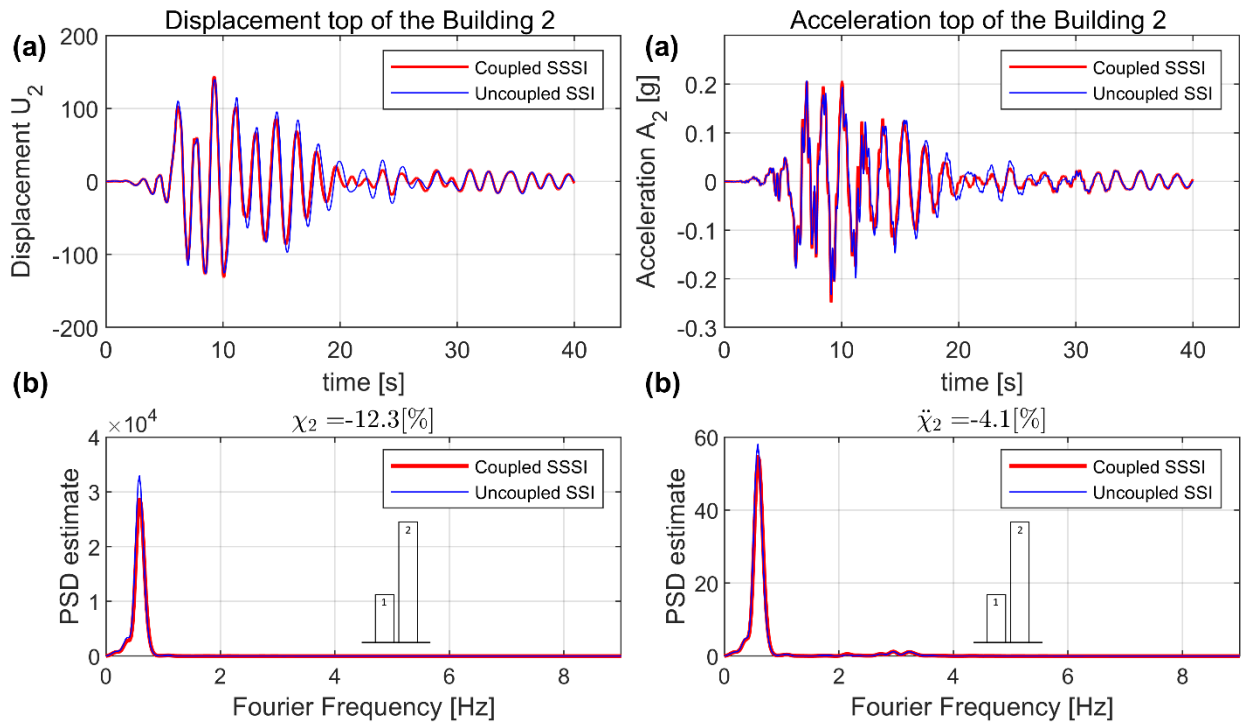 Displacement top of the Building 2
(a)
Displacement U₂
200
100
0
-100
-200
Coupled SSSI
Uncoupled SSI
0 10 20 30 40
time [s]
Acceleration top of the Building 2
(a)
Acceleration A₂ [g]
0.2
0.1
0
-0.1
-0.2
-0.3
Coupled SSSI
Uncoupled SSI
0 10 20 30 40
time [s]
(b)
×10⁴
χ₂ =-12.3[%]
PSD estimate
4
3
2
1
0
Coupled SSSI
Uncoupled SSI
1
2
0 2 4 6 8
Fourier Frequency [Hz]
(b)
χ̈₂ =-4.1[%]
PSD estimate
60
40
20
0
Coupled SSSI
Uncoupled SSI
1
2
0 2 4 6 8
Fourier Frequency [Hz]